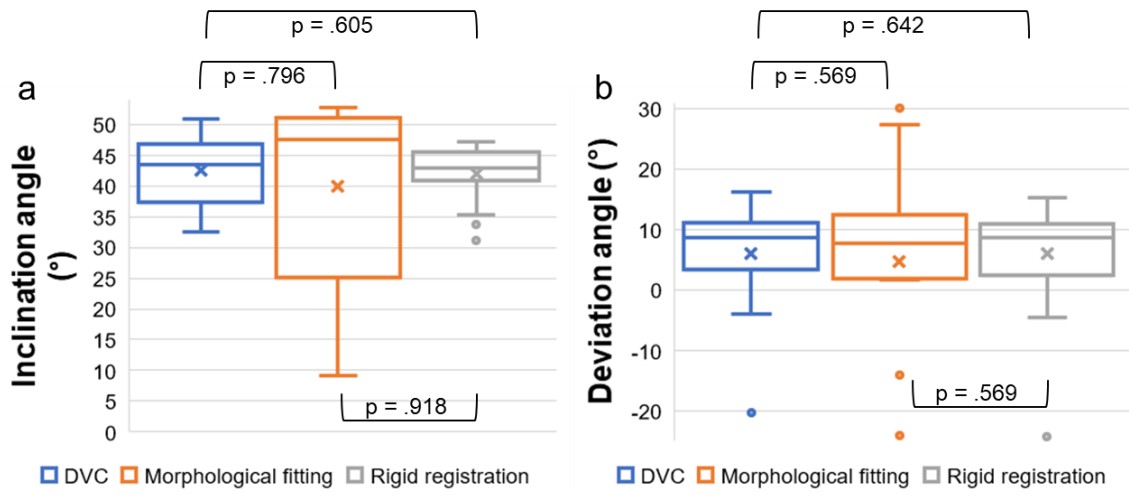 p = .605
p = .796
a
Inclination angle
(°)
50
45
40
35
30
25
20
15
10
5
0
p = .918
DVC
Morphological fitting
Rigid registration
p = .642
p = .569
b
Deviation angle (°)
30
20
10
0
-10
-20
p = .569
DVC
Morphological fitting
Rigid registration